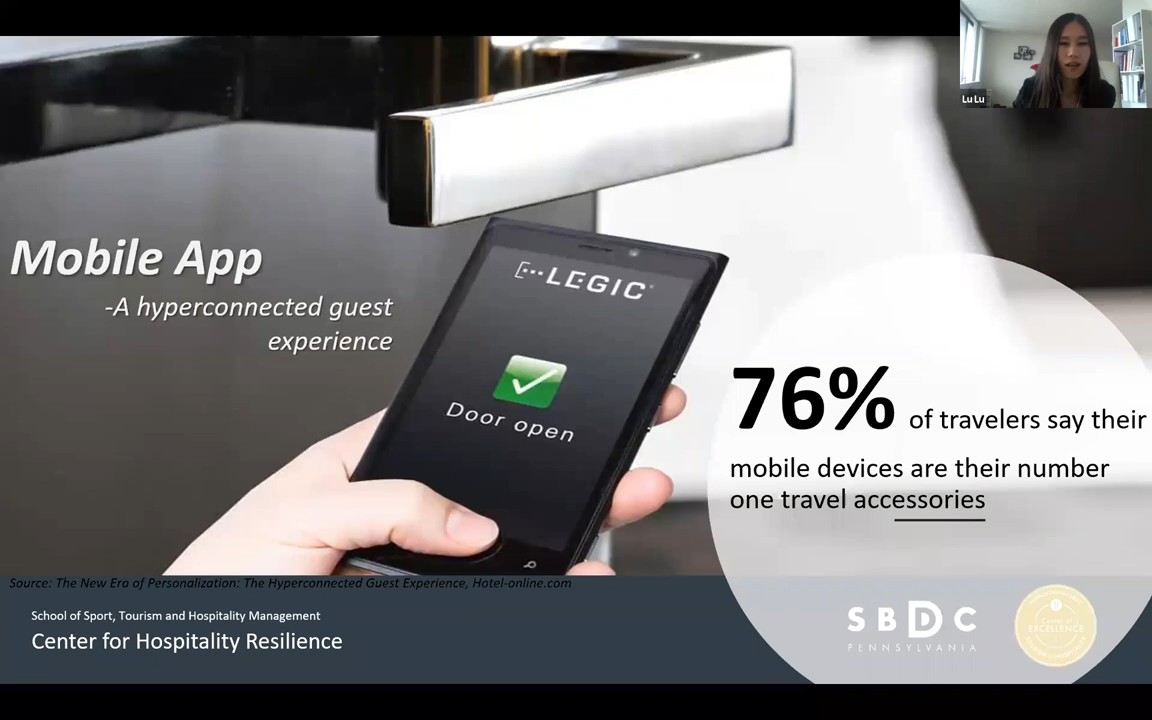 Lu Lu
Mobile App
-A hyperconnected guest
experience
LEGIC
Door open
76% of travelers say their
mobile devices are their number
one travel accessories
Source: The New Era of Personalization: The Hyperconnected Guest Experience, Hotel-online.com
School of Sport, Tourism and Hospitality Management
Center for Hospitality Resilience
SBDC
PENNSYLVANIA
Center of
EXCELLENCE